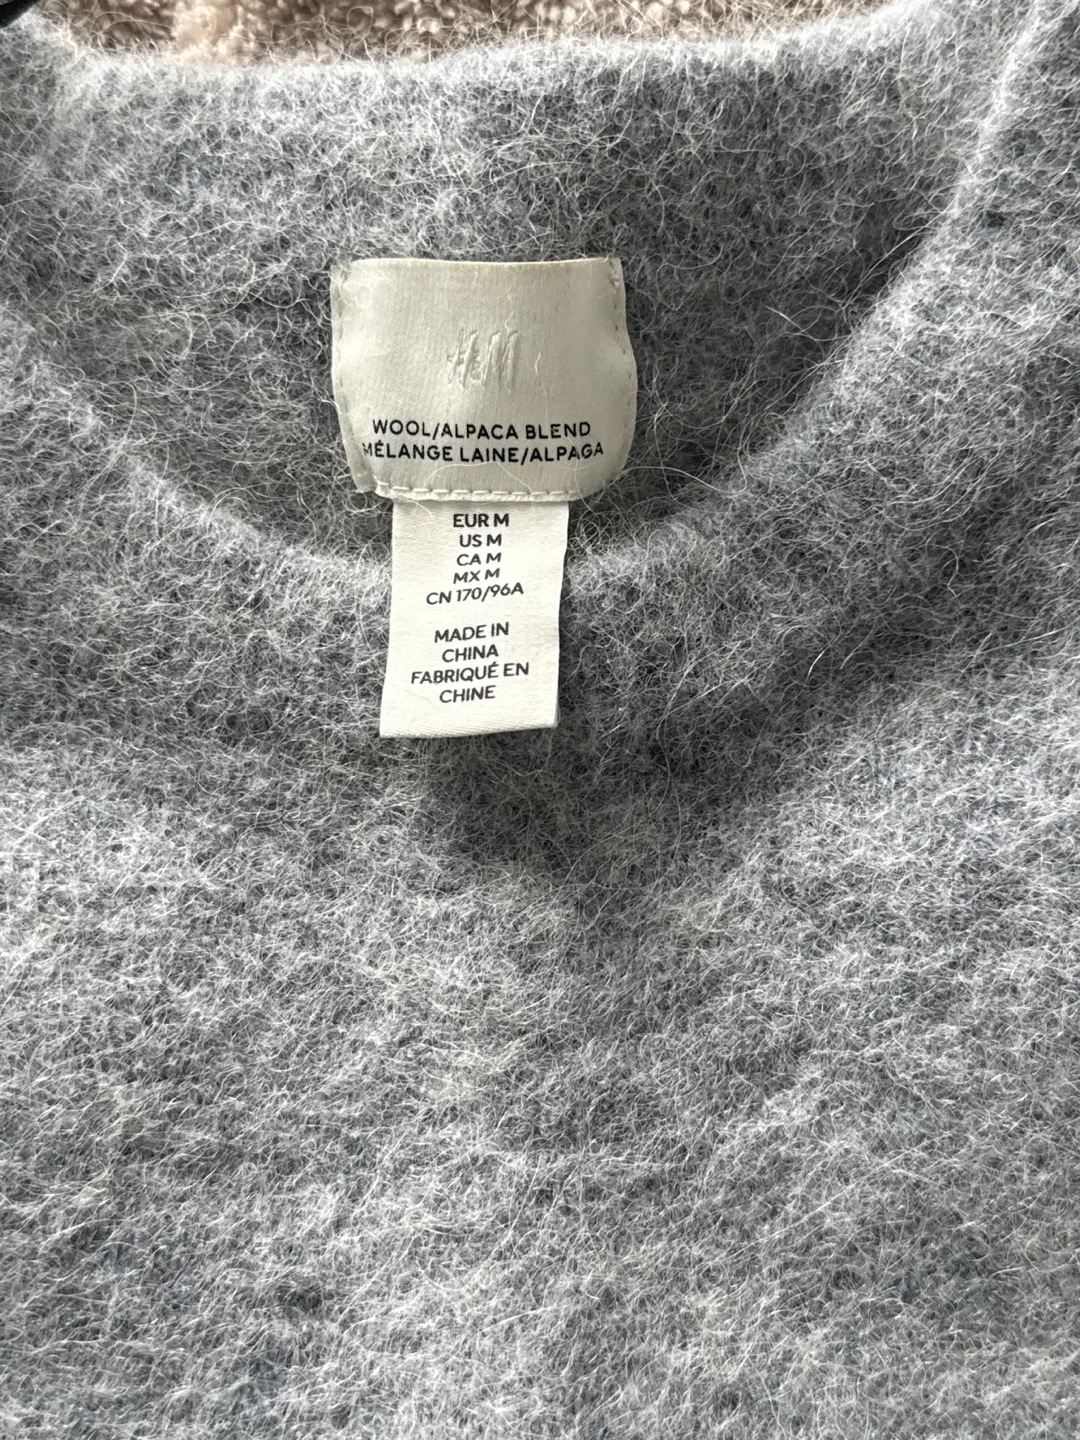 H&M
WOOL/ALPACA BLEND
MÉLANGE LAINE/ALPAGA
EUR M
US M
CA M
MX M
CN 170/96A
MADE IN
CHINA
FABRIQUÉ EN
CHINE